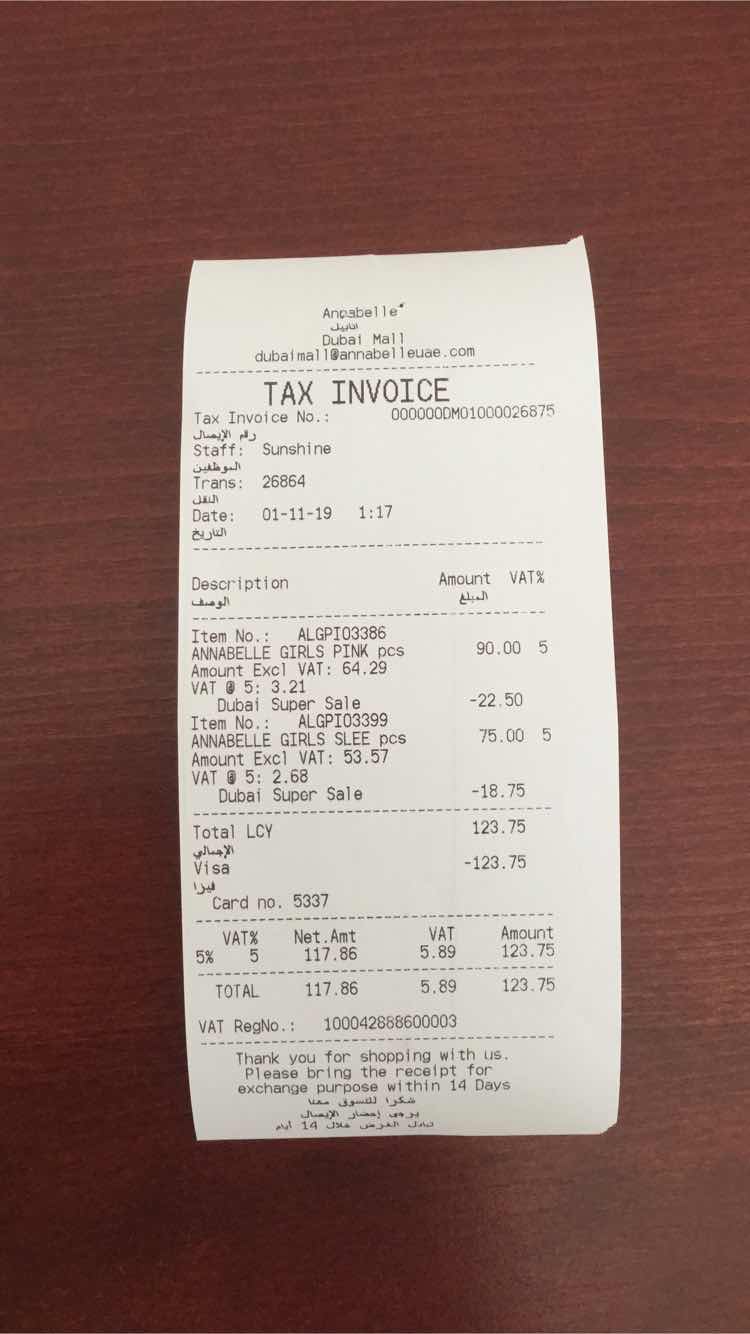 Annabelle
انابيل
Dubai Mall
dubaimall@annabelleuae.com
TAX INVOICE
Tax Invoice No.: 000000DM01000026875
رقم الإيصال
Staff: Sunshine
الموظفين
Trans: 26864
النقل
Date: 01-11-19 1:17
التاريخ
Description Amount VAT%
الوصف المبلغ
Item No.: ALGPI03386
ANNABELLE GIRLS PINK pcs 90.00 5
Amount Excl VAT: 64.29
VAT @ 5: 3.21
Dubai Super Sale -22.50
Item No.: ALGPI03399
ANNABELLE GIRLS SLEE pcs 75.00 5
Amount Excl VAT: 53.57
VAT @ 5: 2.68
Dubai Super Sale -18.75
Total LCY 123.75
الإجمالي
Visa -123.75
فيزا
Card no. 5337
VAT% Net.Amt VAT Amount
5% 5 117.86 5.89 123.75
TOTAL 117.86 5.89 123.75
VAT RegNo.: 100042888600003
Thank you for shopping with us.
Please bring the receipt for
exchange purpose within 14 Days
شكرا للتسوق معنا
يرجى إحضار الإيصال
تبادل الغرض خلال 14 أيام